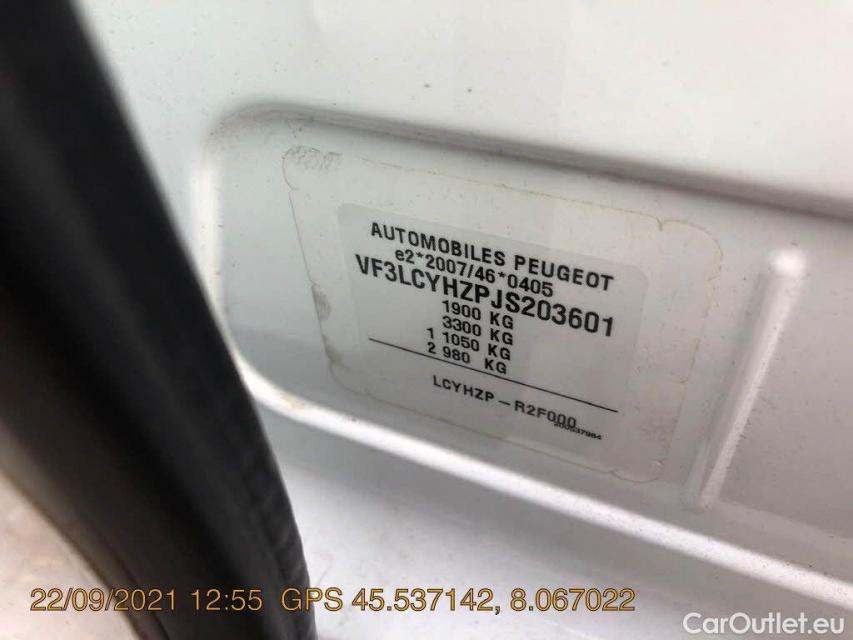 AUTOMOBILES PEUGEOT
e2*2007/46*0405
VF3LCYHZPJS203601
1900 KG
3300 KG
1 1050 KG
2 980 KG
LCYHZP-R2F000
22/09/2021 12:55 GPS 45.537142, 8.067022
CarOutlet.eu